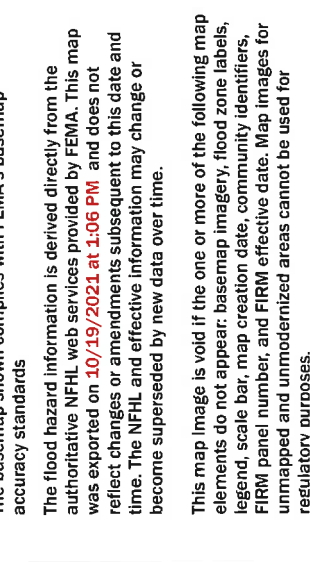 accuracy standards
The flood hazard information is derived directly from the
authoritative NFHL web services provided by FEMA. This map
was exported on 10/19/2021 at 1:06 PM and does not
reflect changes or amendments subsequent to this date and
time. The NFHL and effective information may change or
become superseded by new data over time.
This map image is void if the one or more of the following map
elements do not appear: basemap imagery, flood zone labels,
legend, scale bar, map creation date, community identifiers,
FIRM panel number, and FIRM effective date. Map images for
unmapped and unmodernized areas cannot be used for
regulatory purposes.